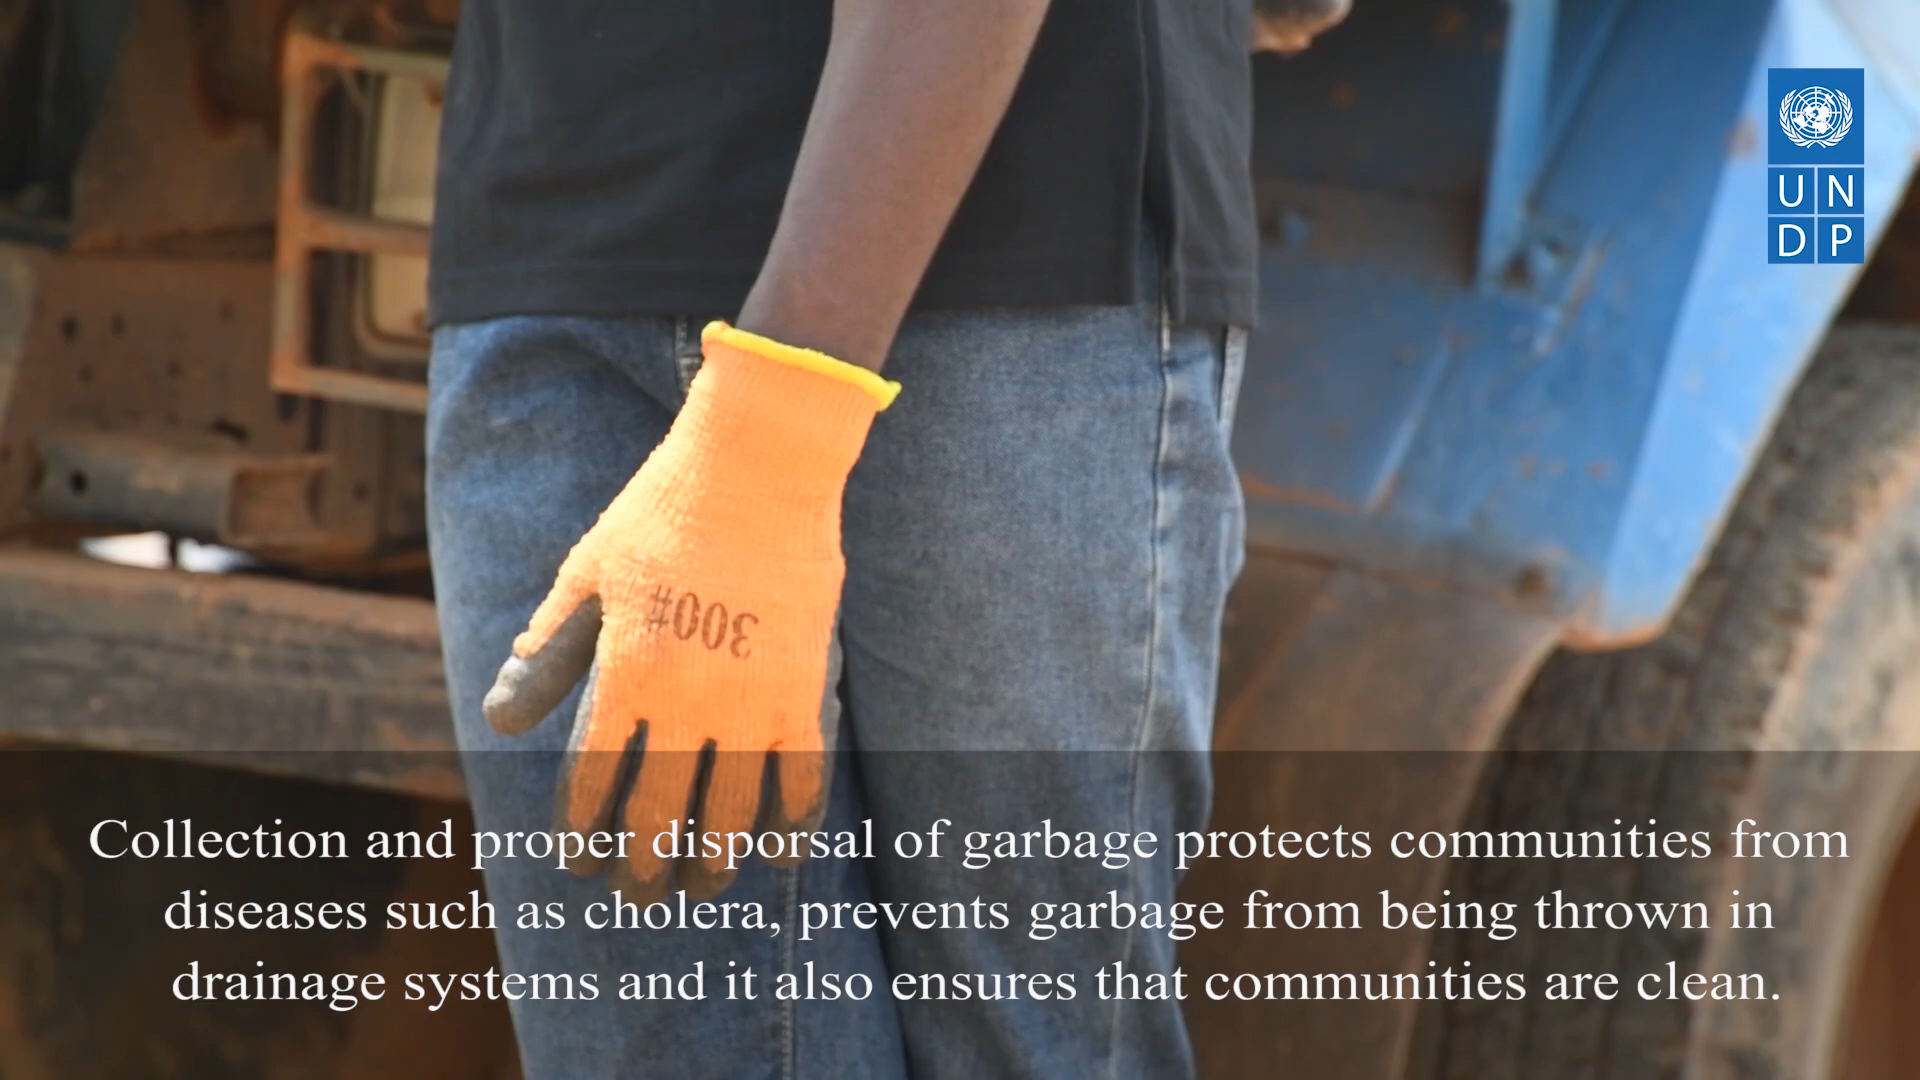 UN
DP
300#
Collection and proper disporsal of garbage protects communities from
diseases such as cholera, prevents garbage from being thrown in
drainage systems and it also ensures that communities are clean.